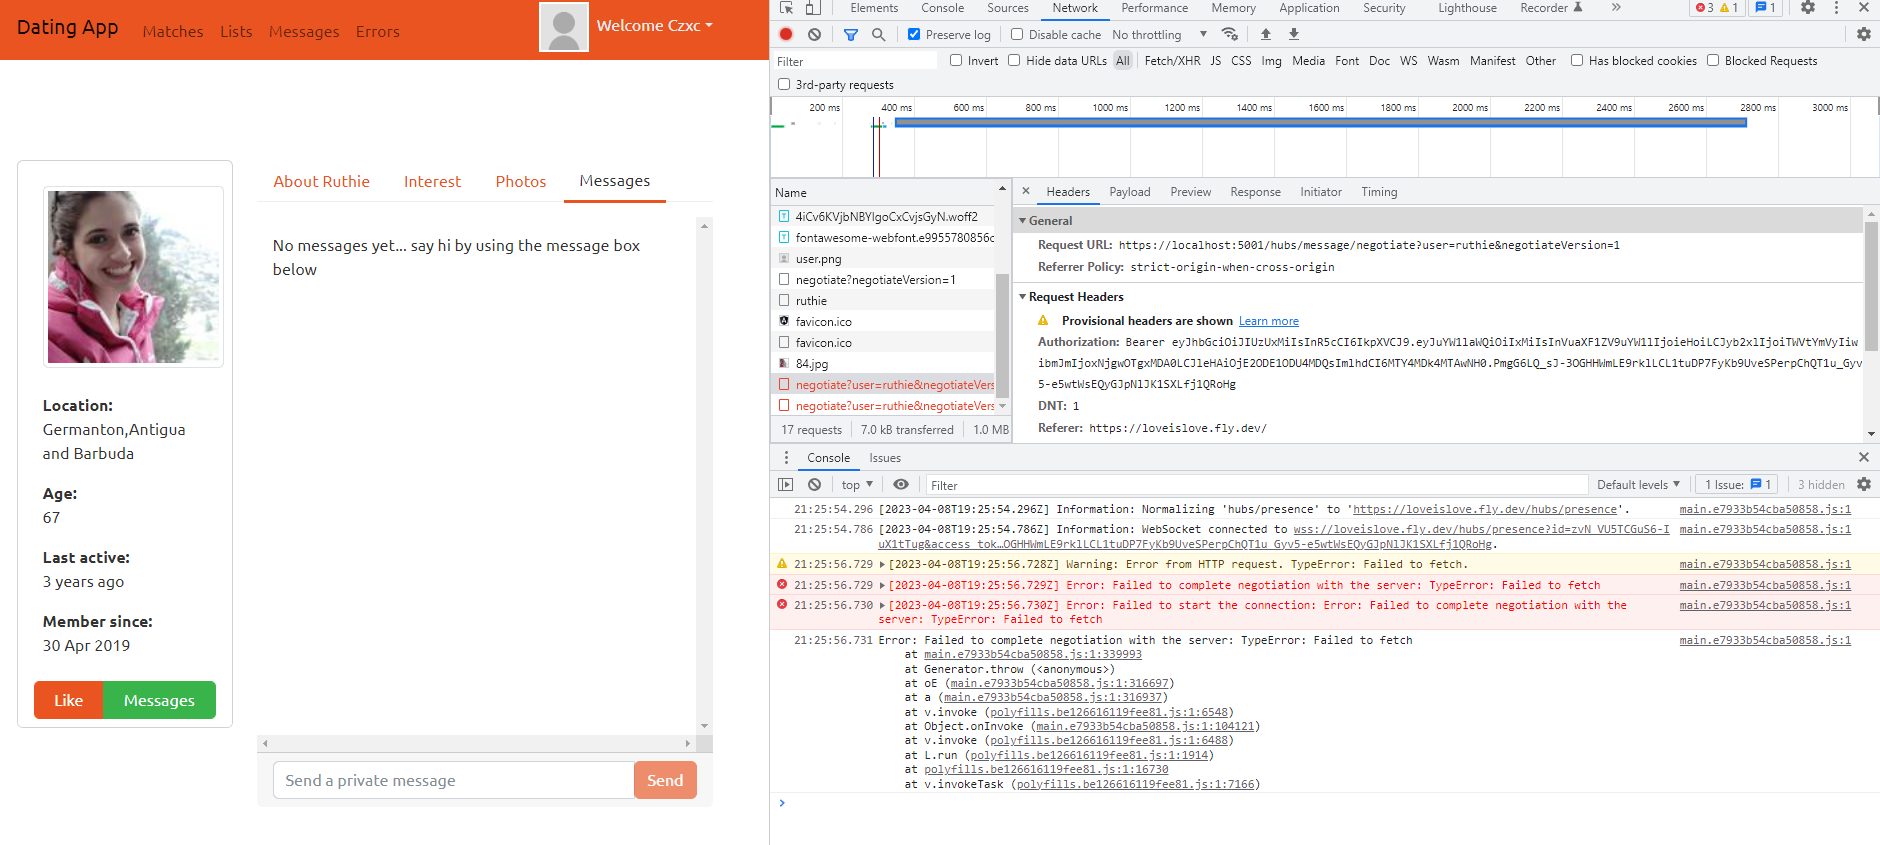 Dating App Matches Lists Messages Errors Welcome Czxc
About Ruthie Interest Photos Messages
No messages yet... say hi by using the message box
below
Location:
Germanton,Antigua
and Barbuda
Age:
67
Last active:
3 years ago
Member since:
30 Apr 2019
Like Messages
Send a private message Send
Elements Console Sources Network Performance Memory Application Security Lighthouse Recorder 3 1 1
Preserve log Disable cache No throttling
Filter Invert Hide data URLs All Fetch/XHR JS CSS Img Media Font Doc WS Wasm Manifest Other Has blocked cookies Blocked Requests
3rd-party requests
200 ms 400 ms 600 ms 800 ms 1000 ms 1200 ms 1400 ms 1600 ms 1800 ms 2000 ms 2200 ms 2400 ms 2600 ms 2800 ms 3000 ms
Name
4iCv6KVjbNBYlgoCxCvjsGyN.woff2
fontawesome-webfont.e9955780856c
user.png
negotiate?negotiateVersion=1
ruthie
favicon.ico
favicon.ico
84.jpg
negotiate?user=ruthie&negotiateVers
negotiate?user=ruthie&negotiateVers
17 requests 7.0 kB transferred 1.0 MB
Headers Payload Preview Response Initiator Timing
General
Request URL: https://localhost:5001/hubs/message/negotiate?user=ruthie&negotiateVersion=1
Referrer Policy: strict-origin-when-cross-origin
Request Headers
Provisional headers are shown Learn more
Authorization: Bearer
DNT: 1
Referer: https://loveislove.fly.dev/
Console Issues
top Filter Default levels 1 Issue: 1 3 hidden
21:25:54.296 [2023-04-08T19:25:54.296Z] Information: Normalizing 'hubs/presence' to 'https://loveislove.fly.dev/hubs/presence'. main.e7933b54cba50858.js:1
21:25:54.786 [2023-04-08T19:25:54.786Z] Information: WebSocket connected to wss://loveislove.fly.dev/hubs/presence?id=zvN_VU5TCGuS6-I main.e7933b54cba50858.js:1
uX1tTug&access_tok…OGHHWmLE9rklLCL1tuDP7FyKb9UveSPerpChQT1u_Gyv5-e5wtWsEQyGJpNlJK1SXLfj1QRoHg.
21:25:56.729 [2023-04-08T19:25:56.728Z] Warning: Error from HTTP request. TypeError: Failed to fetch. main.e7933b54cba50858.js:1
21:25:56.729 [2023-04-08T19:25:56.729Z] Error: Failed to complete negotiation with the server: TypeError: Failed to fetch main.e7933b54cba50858.js:1
21:25:56.730 [2023-04-08T19:25:56.730Z] Error: Failed to start the connection: Error: Failed to complete negotiation with the main.e7933b54cba50858.js:1
server: TypeError: Failed to fetch
21:25:56.731 Error: Failed to complete negotiation with the server: TypeError: Failed to fetch main.e7933b54cba50858.js:1
at main.e7933b54cba50858.js:1:339993
at Generator.throw (<anonymous>)
at oE (main.e7933b54cba50858.js:1:316697)
at a (main.e7933b54cba50858.js:1:316937)
at v.invoke (polyfills.be126616119fee81.js:1:6548)
at Object.onInvoke (main.e7933b54cba50858.js:1:104121)
at v.invoke (polyfills.be126616119fee81.js:1:6488)
at L.run (polyfills.be126616119fee81.js:1:1914)
at polyfills.be126616119fee81.js:1:16730
at v.invokeTask (polyfills.be126616119fee81.js:1:7166)